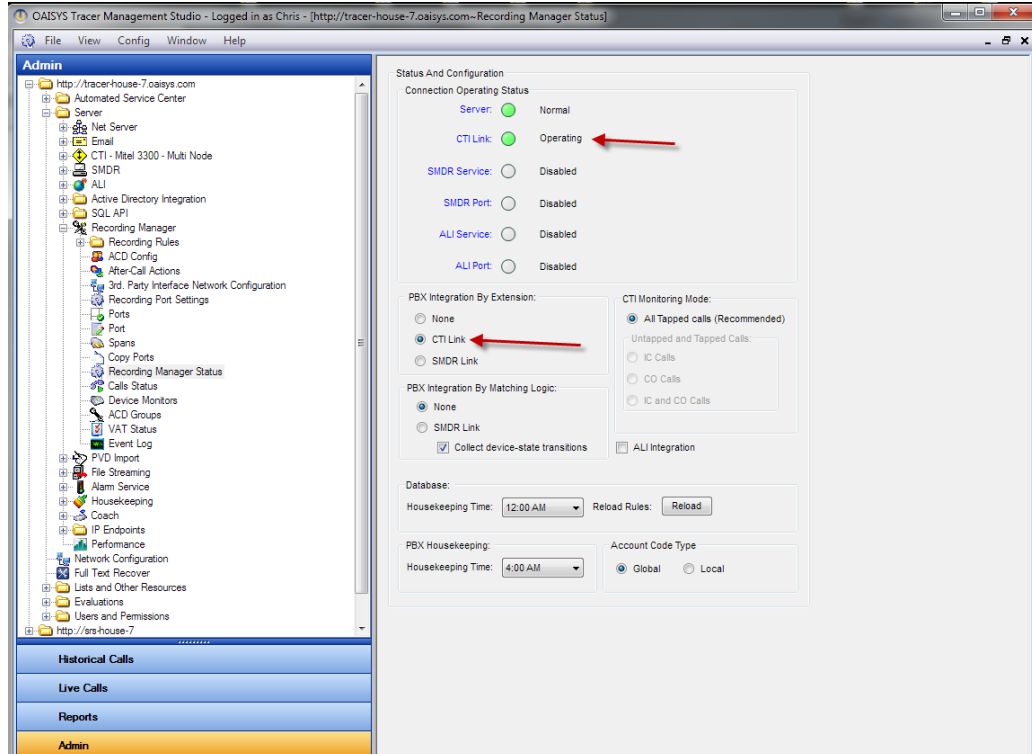 OAISYS Tracer Management Studio - Logged in as Chris - [http://tracer-house-7.oaisys.com~Recording Manager Status]
File View Config Window Help
Admin
http://tracer-house-7.oaisys.com
Automated Service Center
Server
Net Server
Email
CTI - Mitel 3300 - Multi Node
SMDR
ALI
Active Directory Integration
SQL API
Recording Manager
Recording Rules
ACD Config
After-Call Actions
3rd. Party Interface Network Configuration
Recording Port Settings
Ports
Port
Spans
Copy Ports
Recording Manager Status
Calls Status
Device Monitors
ACD Groups
VAT Status
Event Log
PVD Import
File Streaming
Alarm Service
Housekeeping
Coach
IP Endpoints
Performance
Network Configuration
Full Text Recover
Lists and Other Resources
Evaluations
Users and Permissions
http://srs-house-7
Historical Calls
Live Calls
Reports
Admin
Status And Configuration
Connection Operating Status
Server: Normal
CTI Link: Operating
SMDR Service: Disabled
SMDR Port: Disabled
ALI Service: Disabled
ALI Port: Disabled
PBX Integration By Extension:
None
CTI Link
SMDR Link
CTI Monitoring Mode:
All Tapped calls (Recommended)
Untapped and Tapped Calls:
IC Calls
CO Calls
IC and CO Calls
PBX Integration By Matching Logic:
None
SMDR Link
Collect device-state transitions
ALI Integration
Database:
Housekeeping Time: 12:00 AM Reload Rules: Reload
PBX Housekeeping:
Housekeeping Time: 4:00 AM
Account Code Type
Global Local